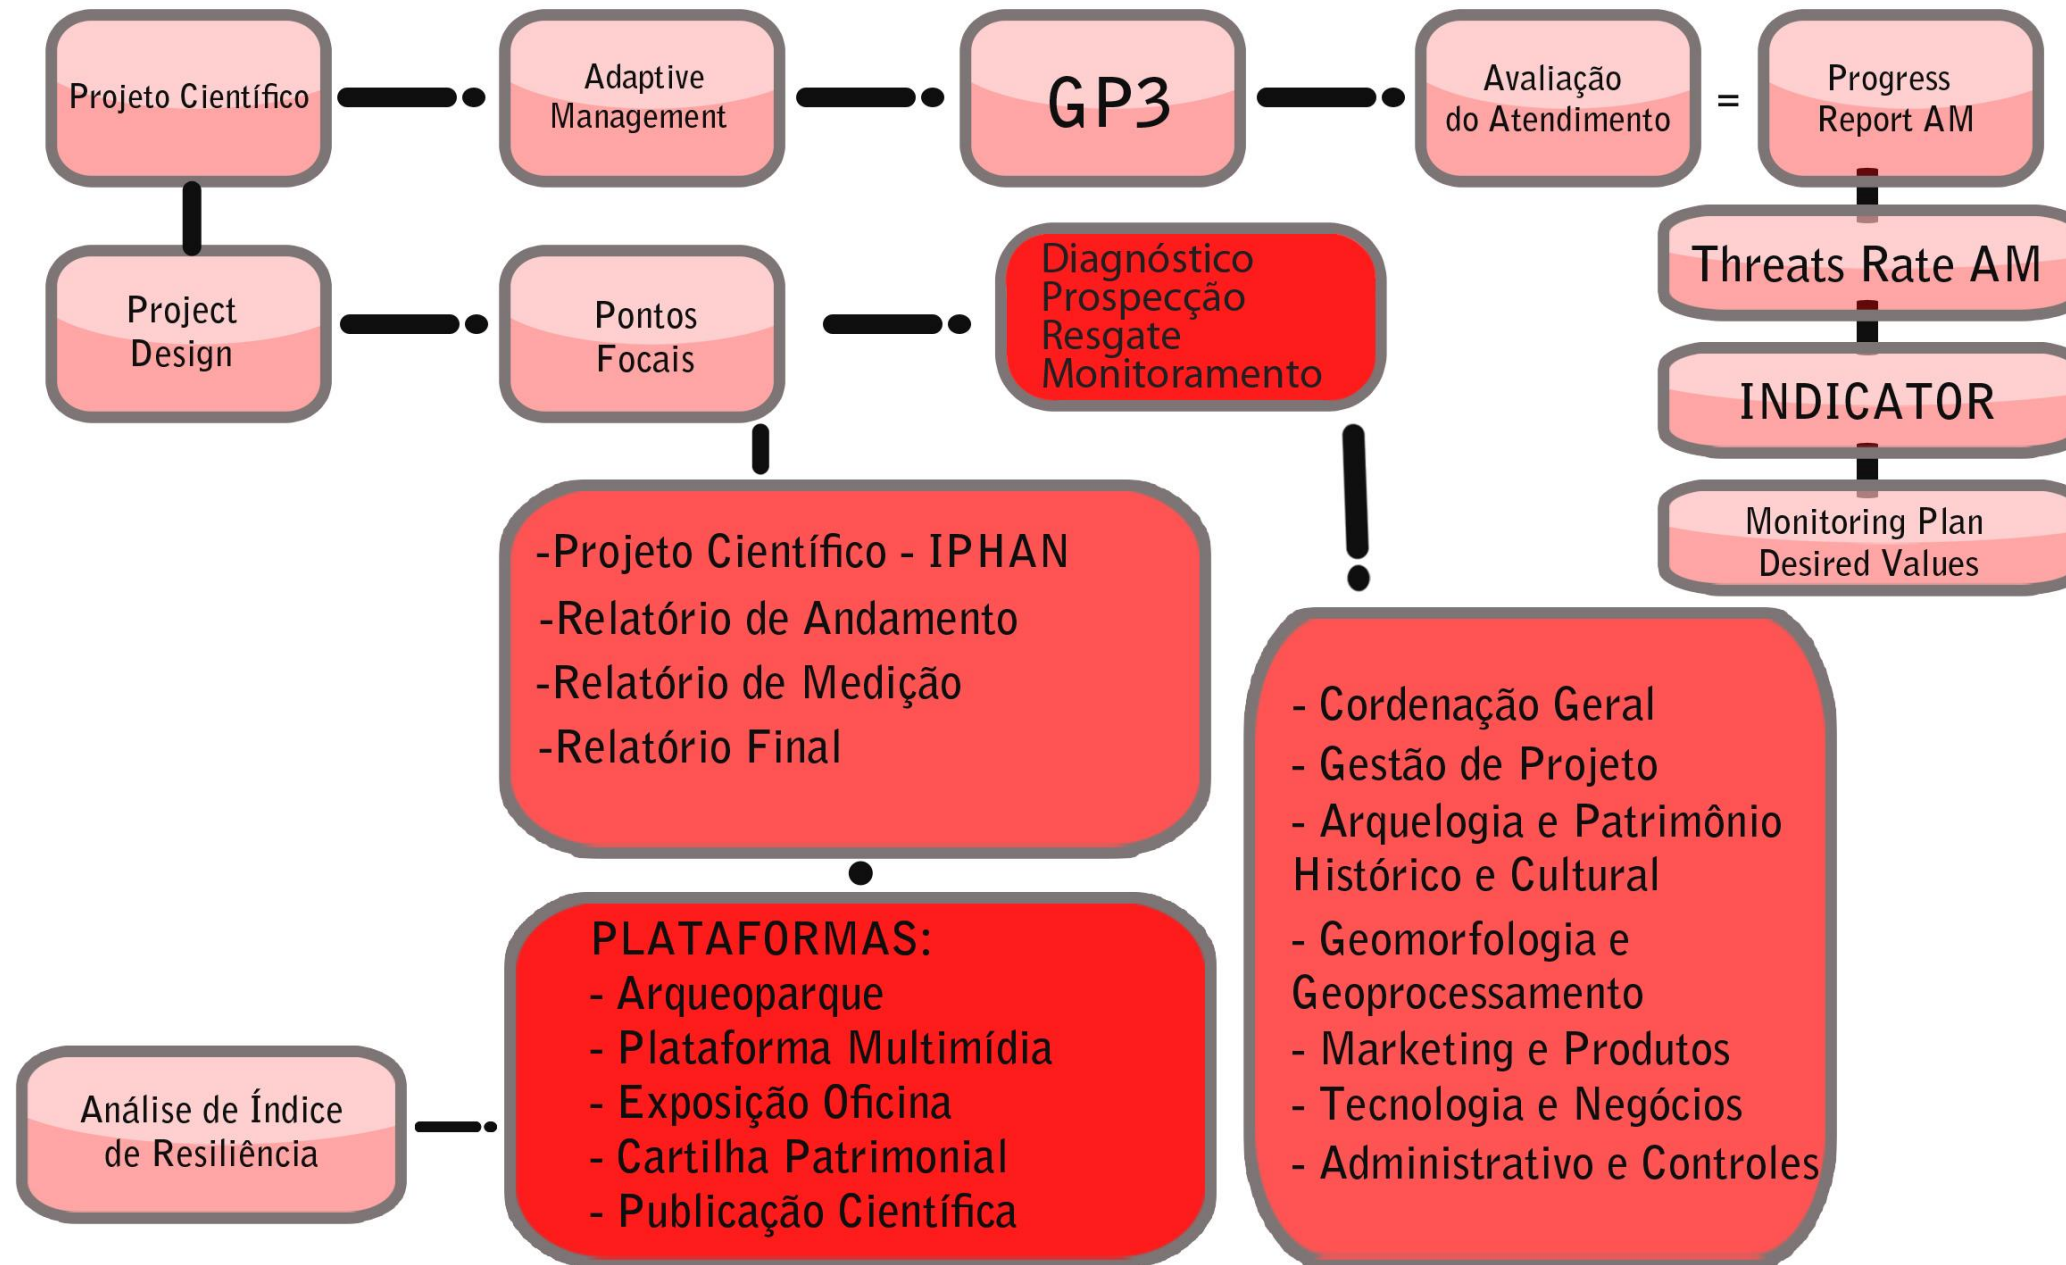 Projeto Científico
Adaptive
Management
GP3
Avaliação
do Atendimento
=
Progress
Report AM
Threats Rate AM
INDICATOR
Monitoring Plan
Desired Values
Project
Design
Pontos
Focais
Diagnóstico
Prospecção
Resgate
Monitoramento
-Projeto Científico - IPHAN
-Relatório de Andamento
-Relatório de Medição
-Relatório Final
- Cordenação Geral
- Gestão de Projeto
- Arquelogia e Patrimônio
Histórico e Cultural
- Geomorfologia e
Geoprocessamento
- Marketing e Produtos
- Tecnologia e Negócios
- Administrativo e Controles
PLATAFORMAS:
- Arqueoparque
- Plataforma Multimídia
- Exposição Oficina
- Cartilha Patrimonial
- Publicação Científica
Análise de Índice
de Resiliência